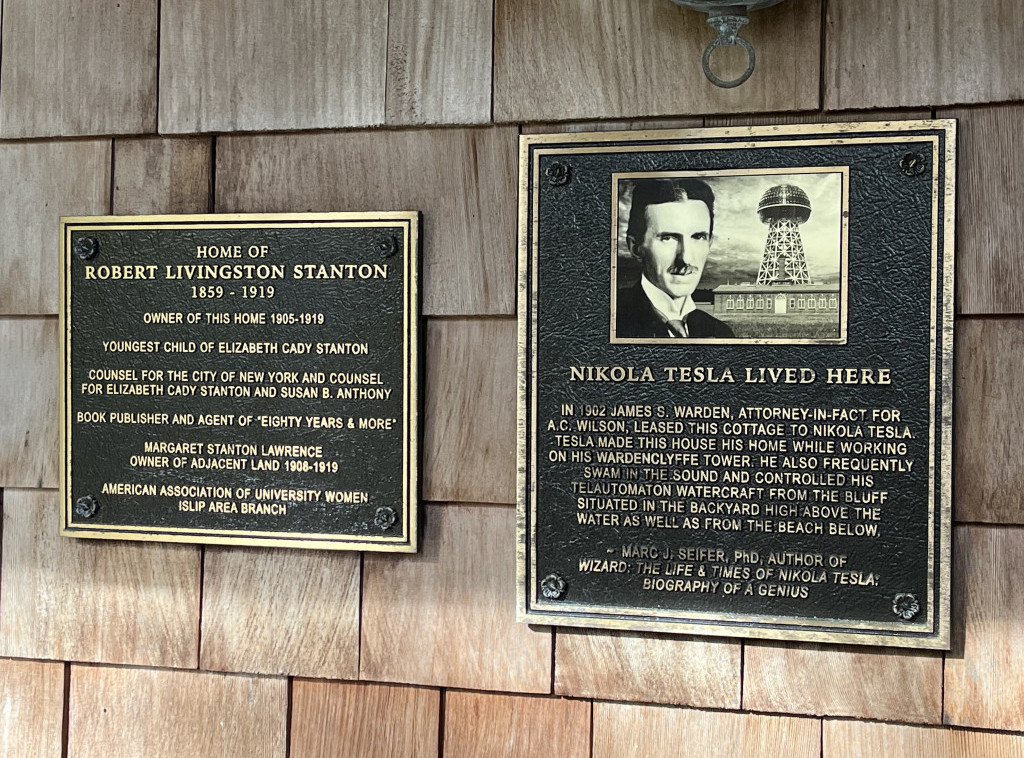 HOME OF
ROBERT LIVINGSTON STANTON
1859 - 1919
OWNER OF THIS HOME 1905-1919
YOUNGEST CHILD OF ELIZABETH CADY STANTON
COUNSEL FOR THE CITY OF NEW YORK AND COUNSEL
FOR ELIZABETH CADY STANTON AND SUSAN B. ANTHONY
BOOK PUBLISHER AND AGENT OF "EIGHTY YEARS & MORE"
MARGARET STANTON LAWRENCE
OWNER OF ADJACENT LAND 1908-1919
AMERICAN ASSOCIATION OF UNIVERSITY WOMEN
ISLIP AREA BRANCH
NIKOLA TESLA LIVED HERE
IN 1902 JAMES S. WARDEN, ATTORNEY-IN-FACT FOR
A.C. WILSON, LEASED THIS COTTAGE TO NIKOLA TESLA.
TESLA MADE THIS HOUSE HIS HOME WHILE WORKING
ON HIS WARDENCLYFFE TOWER. HE ALSO FREQUENTLY
SWAM IN THE SOUND AND CONTROLLED HIS
TELAUTOMATON WATERCRAFT FROM THE BLUFF
SITUATED IN THE BACKYARD HIGH ABOVE THE
WATER AS WELL AS FROM THE BEACH BELOW.
~ MARC J. SEIFER, PhD, AUTHOR OF
WIZARD: THE LIFE & TIMES OF NIKOLA TESLA:
BIOGRAPHY OF A GENIUS